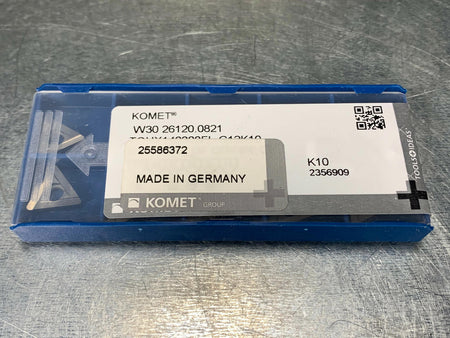 KOMET®
W30 26120.0821
25586372
MADE IN GERMANY
KOMET GROUP
K10
2356909
TOOLS+IDEAS